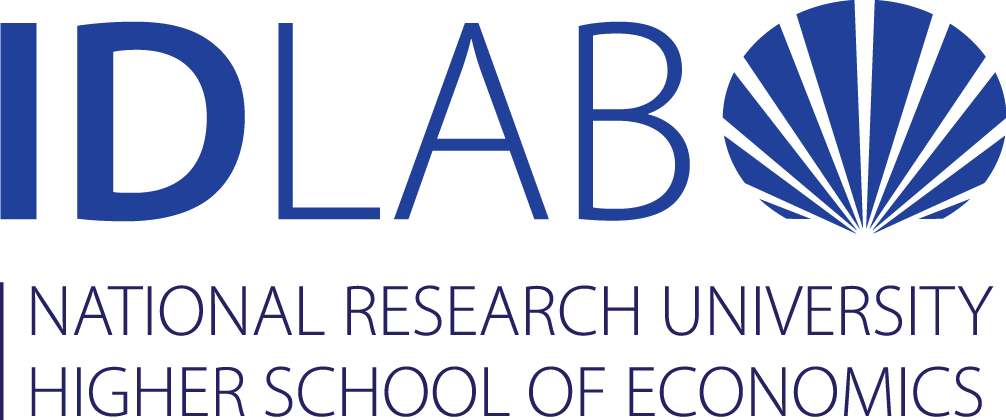 IDLAB
NATIONAL RESEARCH UNIVERSITY
HIGHER SCHOOL OF ECONOMICS